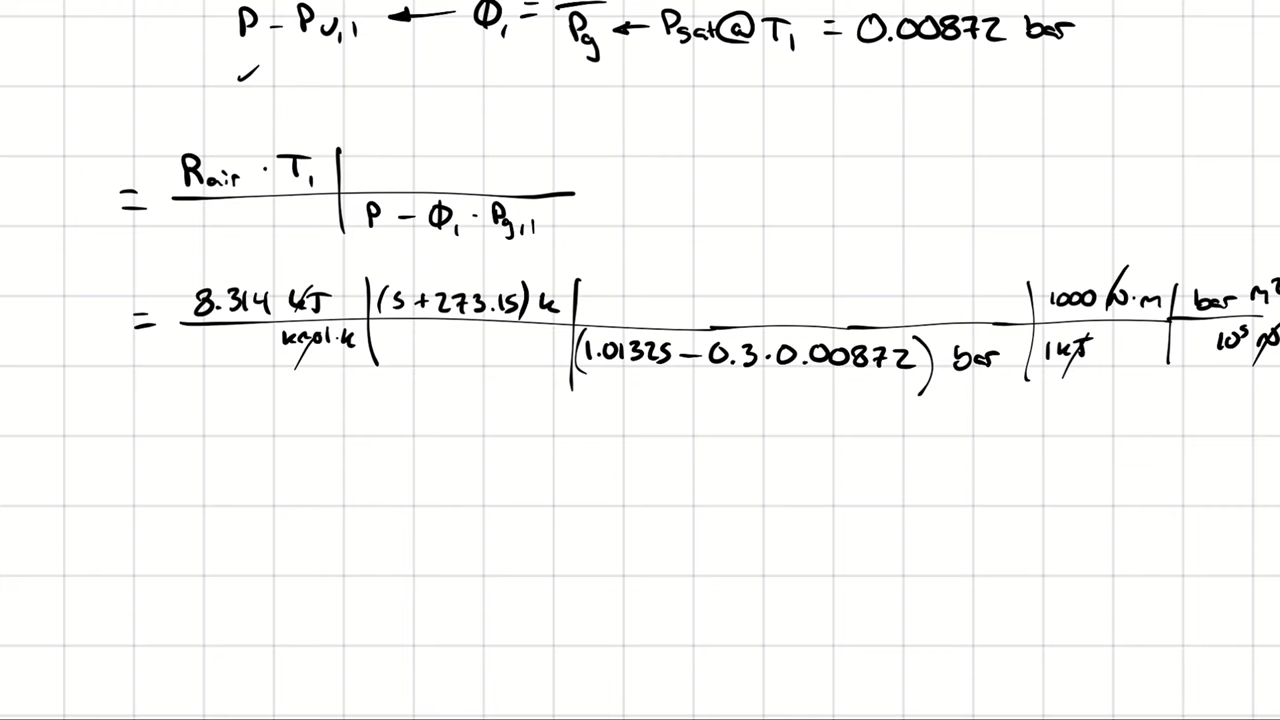 P - Pv,1 ← Φ1 = Pg ← Psat@T1 = 0.00872 bar
✓
= Rair · T1 | P - Φ1 · Pg,1
= 8.314 kJ / kmol·k | (5 + 273.15) k | (1.01325 - 0.3 · 0.00872) bar | 1000 N·m / 1 kJ | bar m² / 10⁵